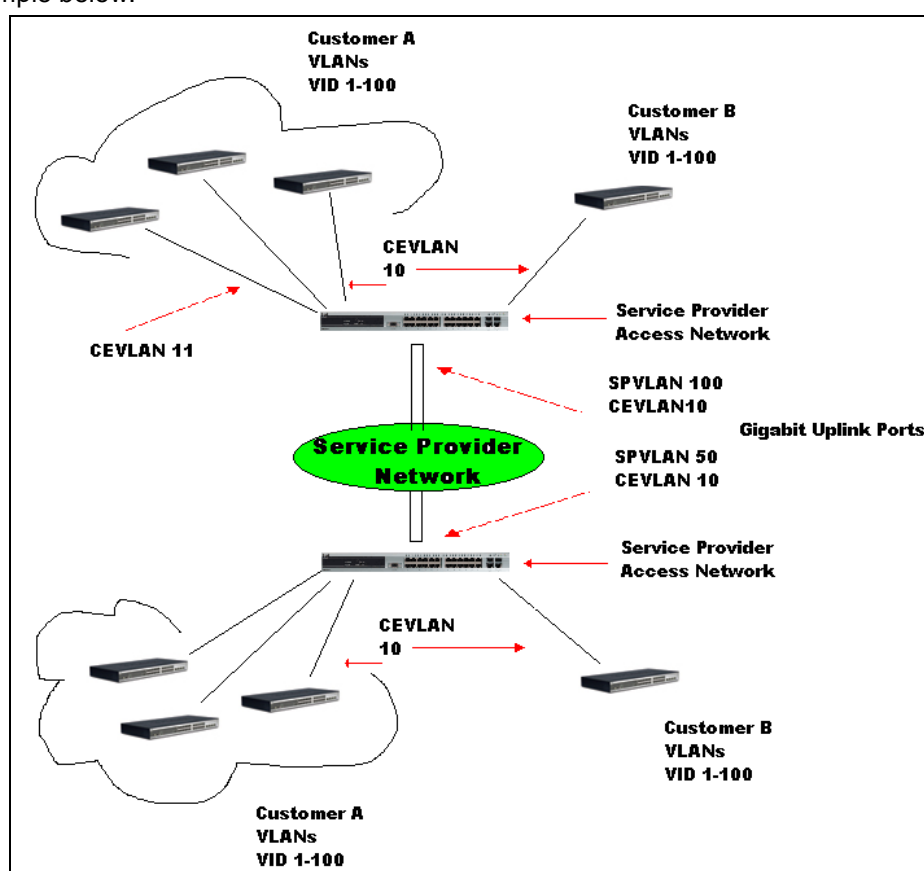 mple below.
Customer A
VLANs
VID 1-100
Customer B
VLANs
VID 1-100
CEVLAN
10
Service Provider
Access Network
CEVLAN 11
SPVLAN 100
CEVLAN10
Gigabit Uplink Ports
Service Provider
Network
SPVLAN 50
CEVLAN 10
Service Provider
Access Network
CEVLAN
10
Customer B
VLANs
VID 1-100
Customer A
VLANs
VID 1-100